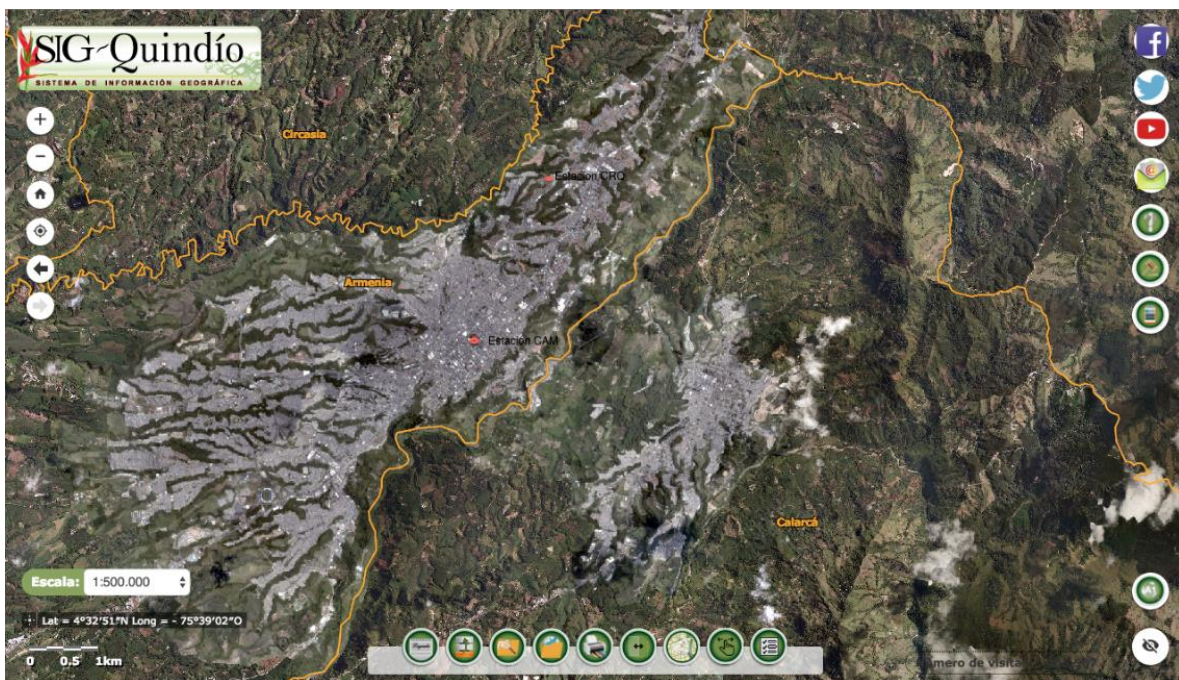 SIG-Quindío
SISTEMA DE INFORMACIÓN GEOGRÁFICA
Circasia
Estación CRQ
Armenia
Estación CAM
Calarcá
Escala: 1:500.000
Lat = 4°32'51"N Long = - 75°39'02"O
0 0.5 1km
Número de visita